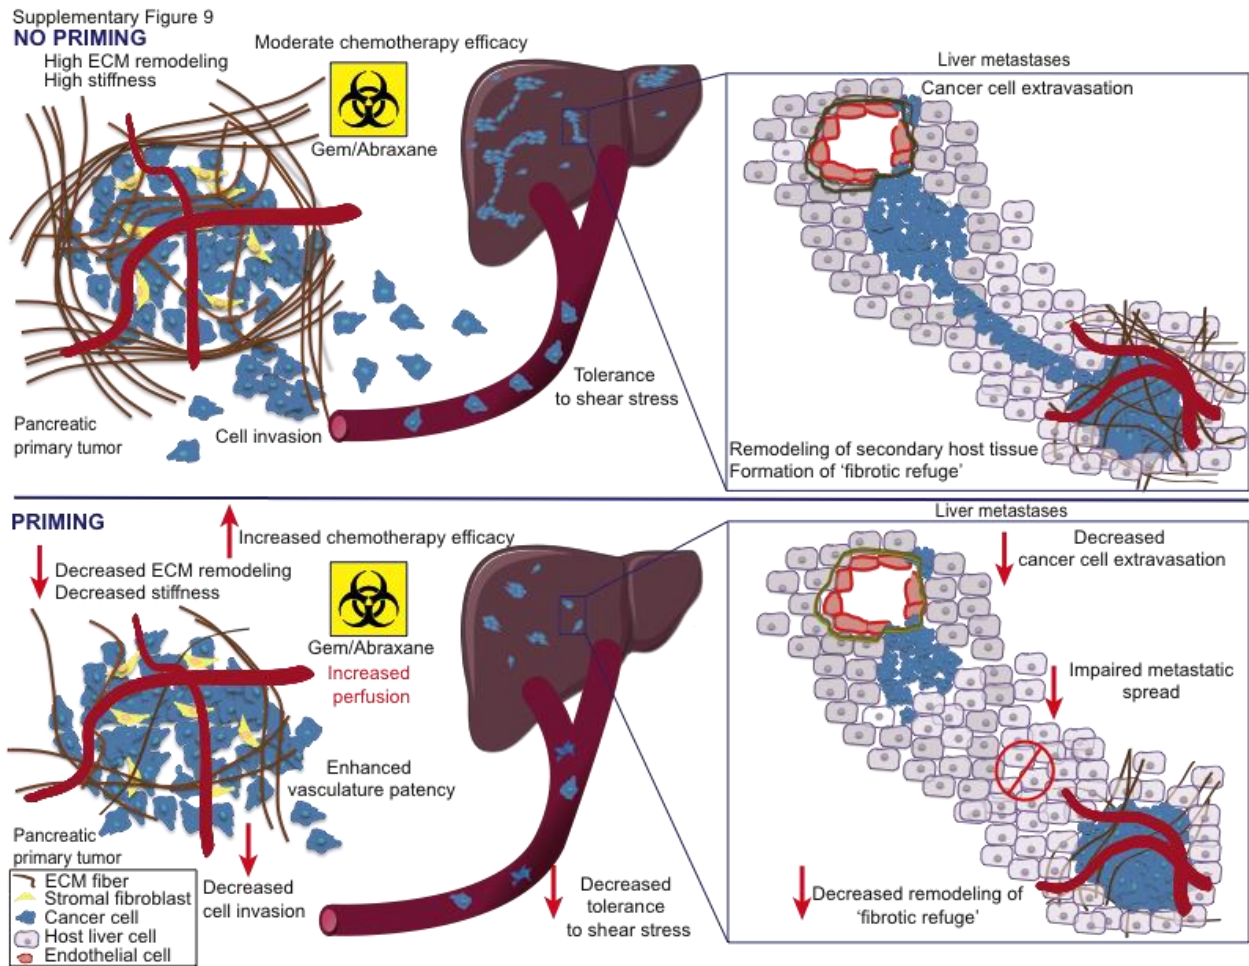 Supplementary Figure 9
NO PRIMING
High ECM remodeling
High stiffness
Moderate chemotherapy efficacy
Gem/Abraxane
Pancreatic
primary tumor
Cell invasion
Tolerance
to shear stress
Liver metastases
Cancer cell extravasation
Remodeling of secondary host tissue
Formation of ‘fibrotic refuge’
PRIMING
Increased chemotherapy efficacy
Decreased ECM remodeling
Decreased stiffness
Gem/Abraxane
Increased
perfusion
Enhanced
vasculature patency
Pancreatic
primary tumor
Decreased
cell invasion
ECM fiber
Stromal fibroblast
Cancer cell
Host liver cell
Endothelial cell
Decreased
tolerance
to shear stress
Liver metastases
Decreased
cancer cell extravasation
Impaired metastatic
spread
Decreased remodeling of
‘fibrotic refuge’